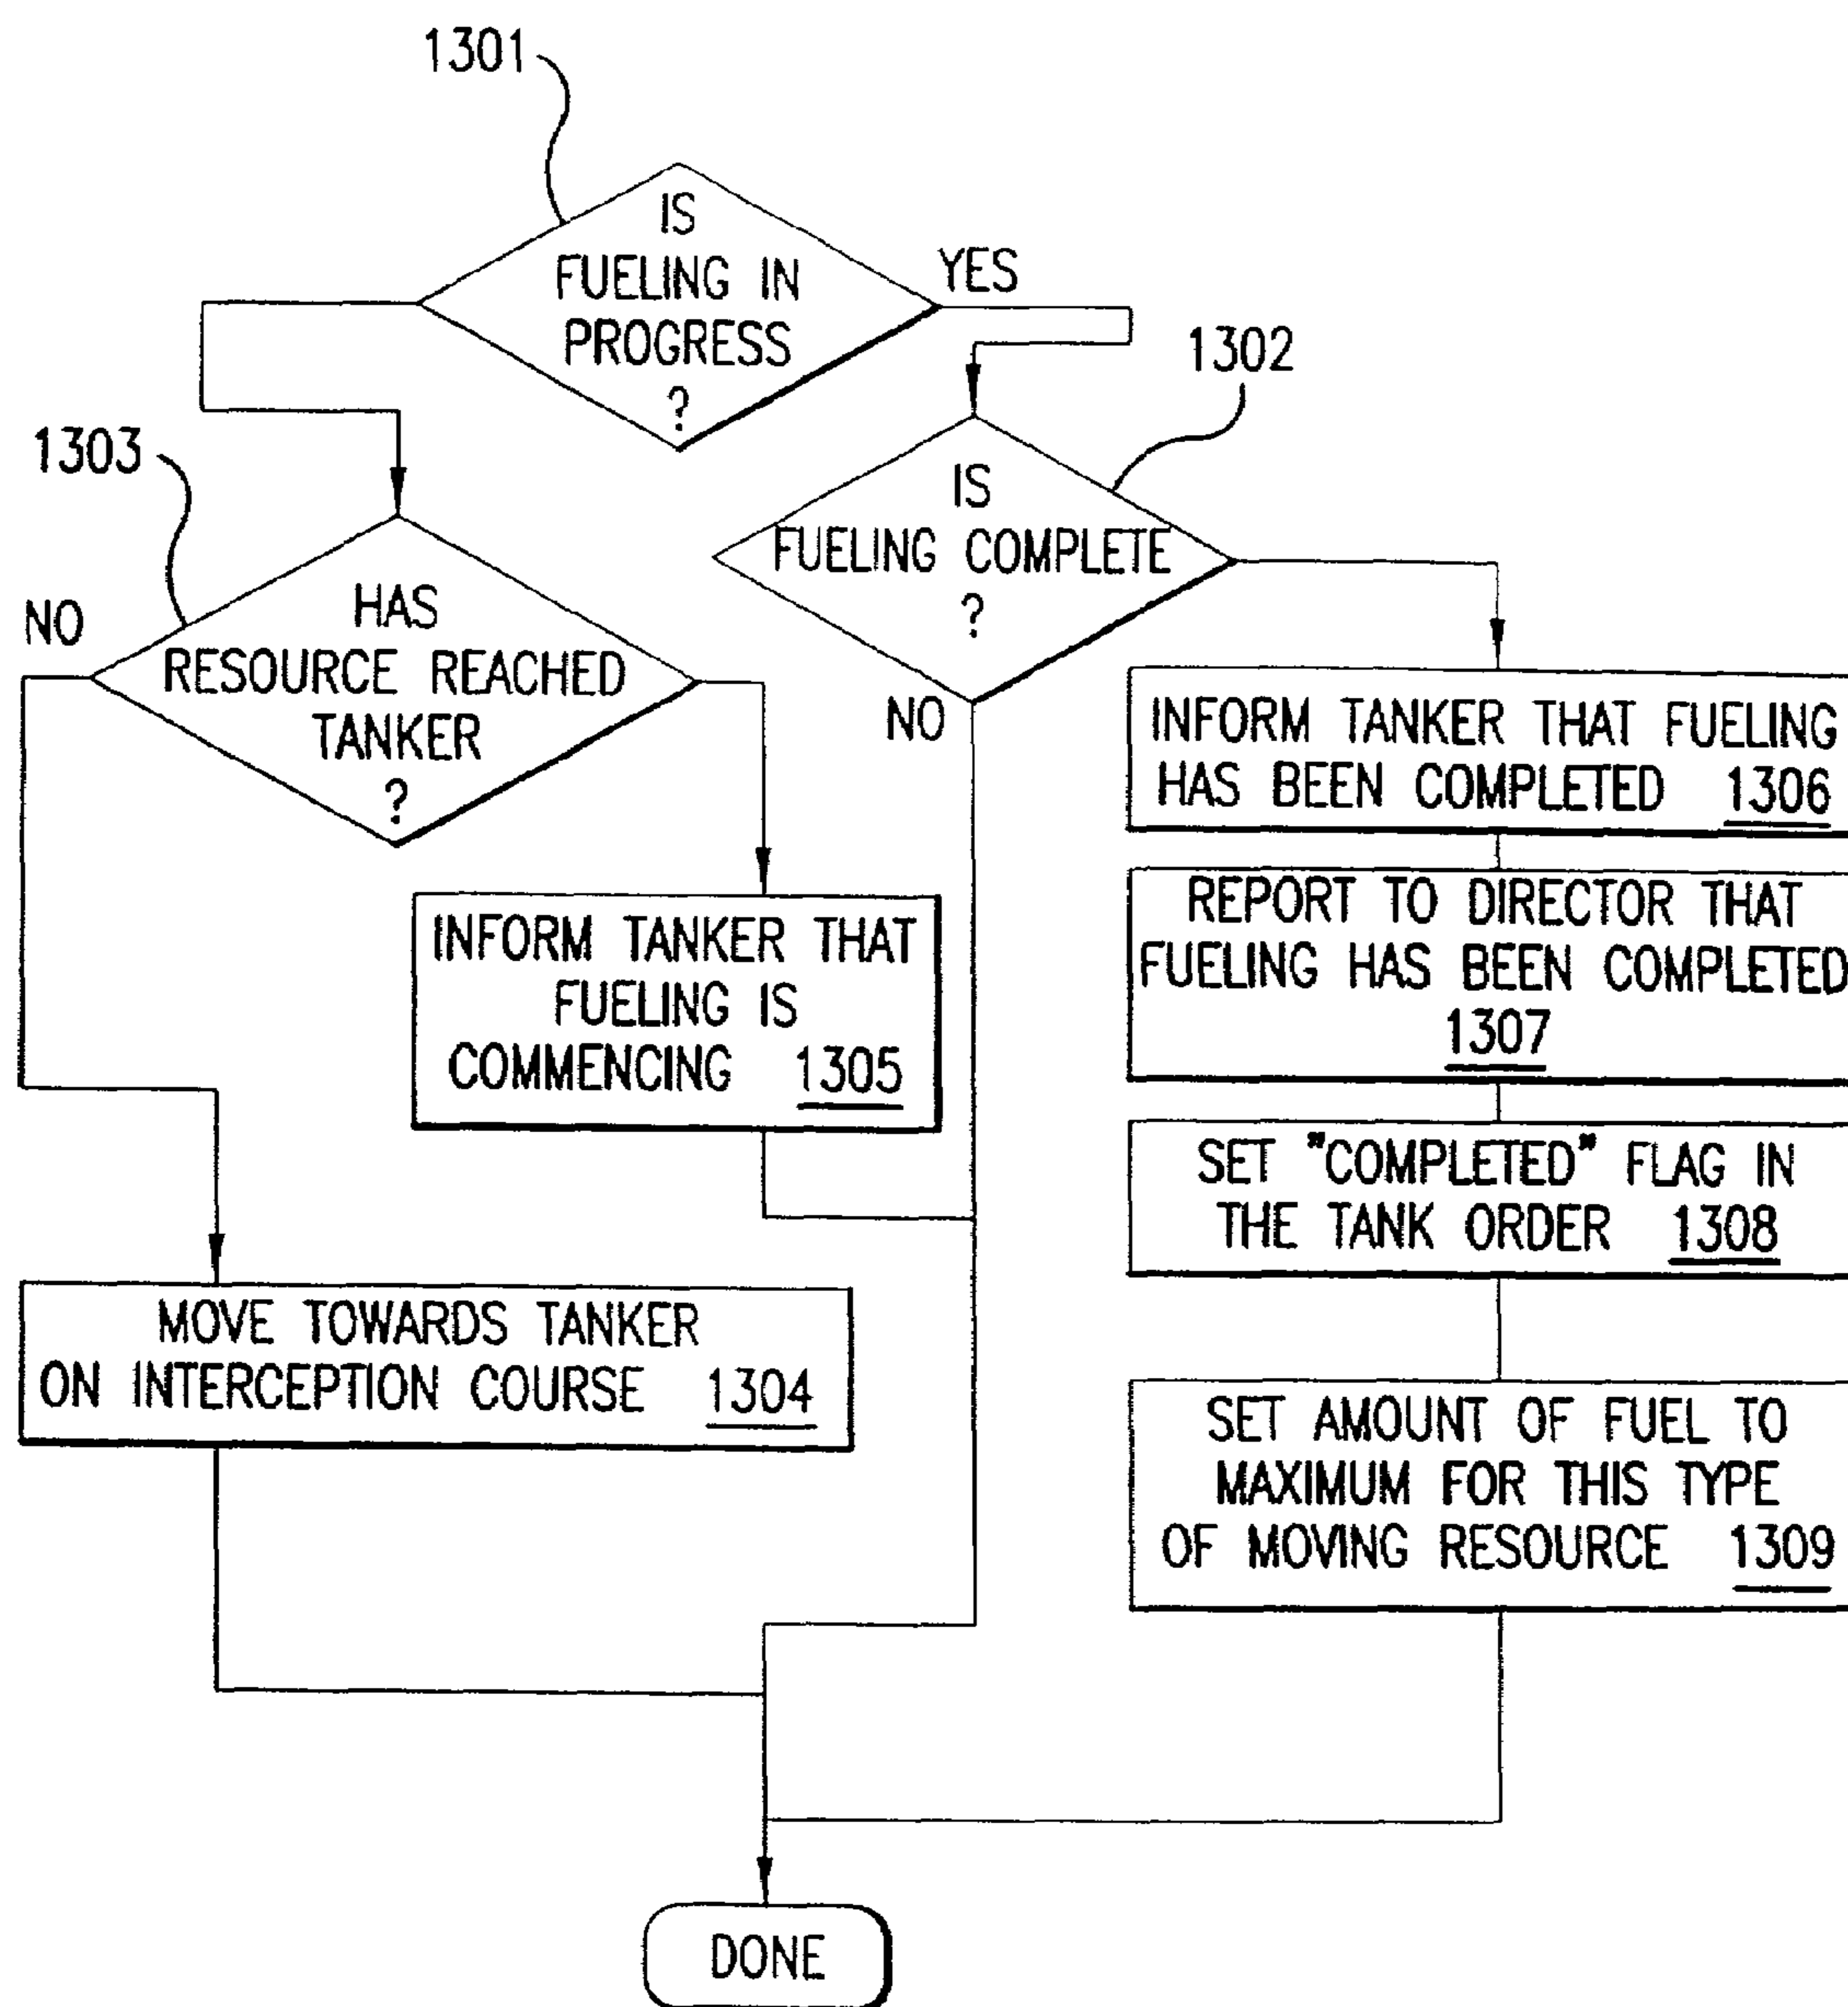 1301
IS
FUELING IN
PROGRESS
?
YES
1302
IS
FUELING COMPLETE
?
NO
1303
HAS
RESOURCE REACHED
TANKER
?
NO
INFORM TANKER THAT
FUELING IS
COMMENCING 1305
MOVE TOWARDS TANKER
ON INTERCEPTION COURSE 1304
INFORM TANKER THAT FUELING
HAS BEEN COMPLETED 1306
REPORT TO DIRECTOR THAT
FUELING HAS BEEN COMPLETED
1307
SET "COMPLETED" FLAG IN
THE TANK ORDER 1308
SET AMOUNT OF FUEL TO
MAXIMUM FOR THIS TYPE
OF MOVING RESOURCE 1309
DONE